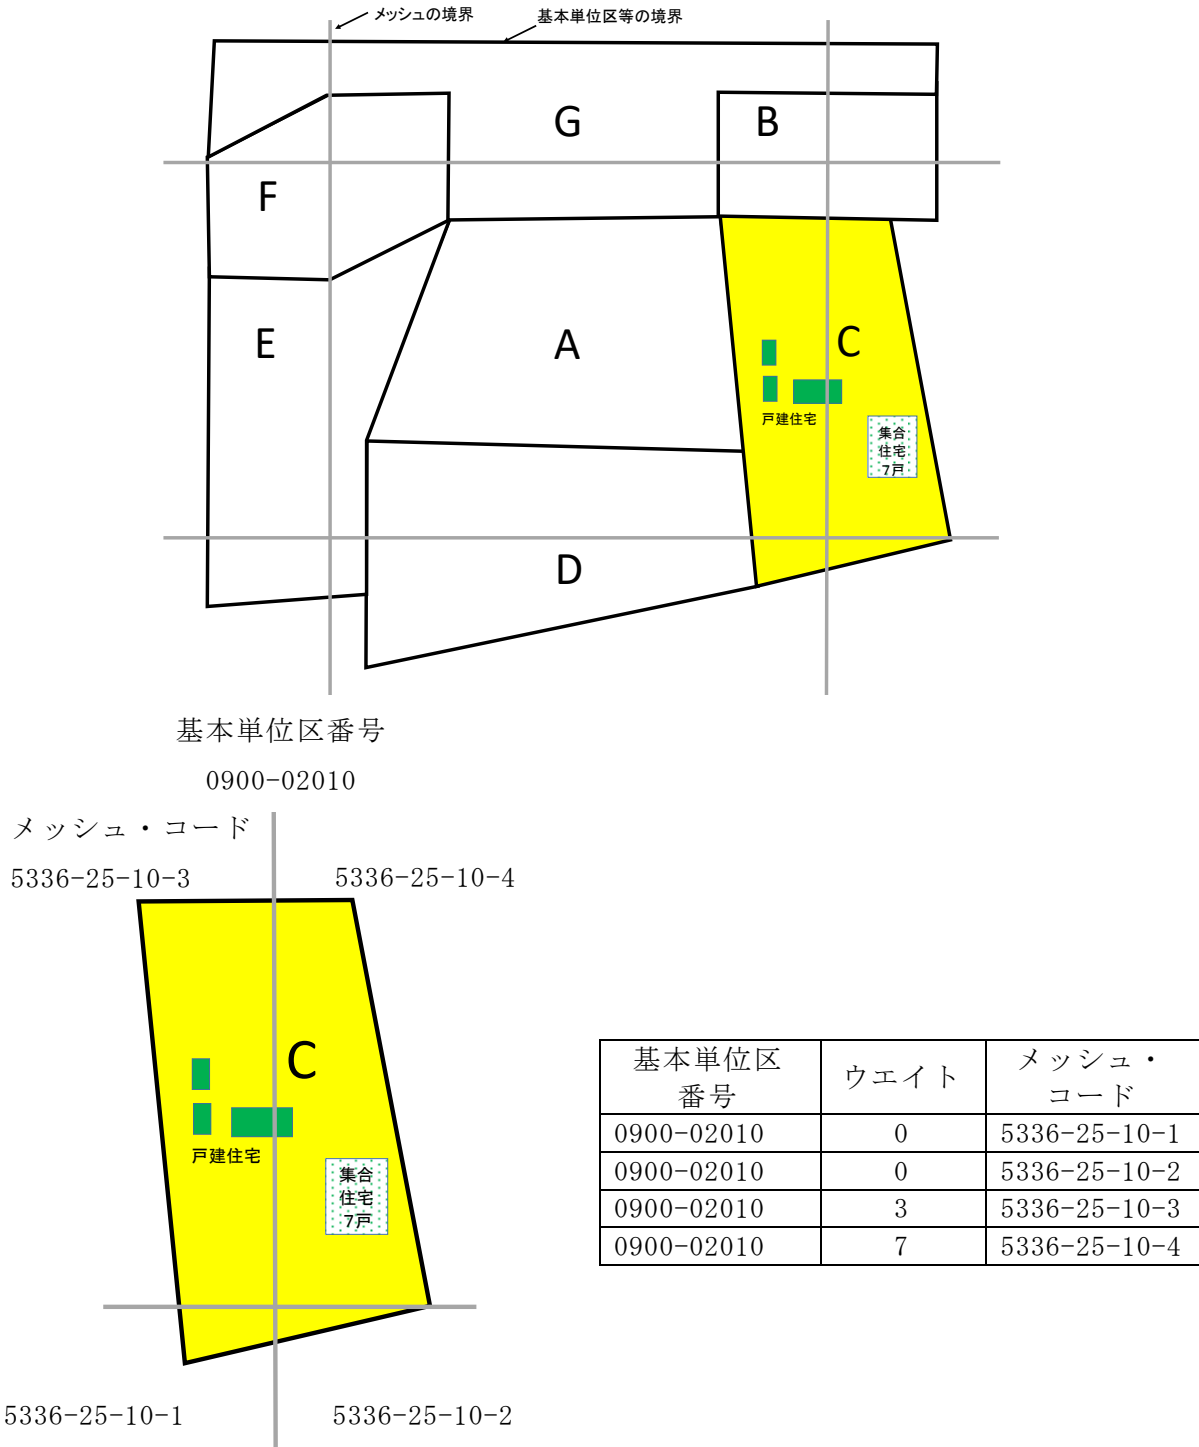 メッシュの境界
基本単位区等の境界
G
B
F
E
A
C
戸建住宅
集合
住宅
7戸
D
基本単位区番号
0900-02010
メッシュ・コード
5336-25-10-3
5336-25-10-4
C
戸建住宅
集合
住宅
7戸
5336-25-10-1
5336-25-10-2
基本単位区
番号
ウエイト
メッシュ・
コード
0900-02010 0 5336-25-10-1
0900-02010 0 5336-25-10-2
0900-02010 3 5336-25-10-3
0900-02010 7 5336-25-10-4